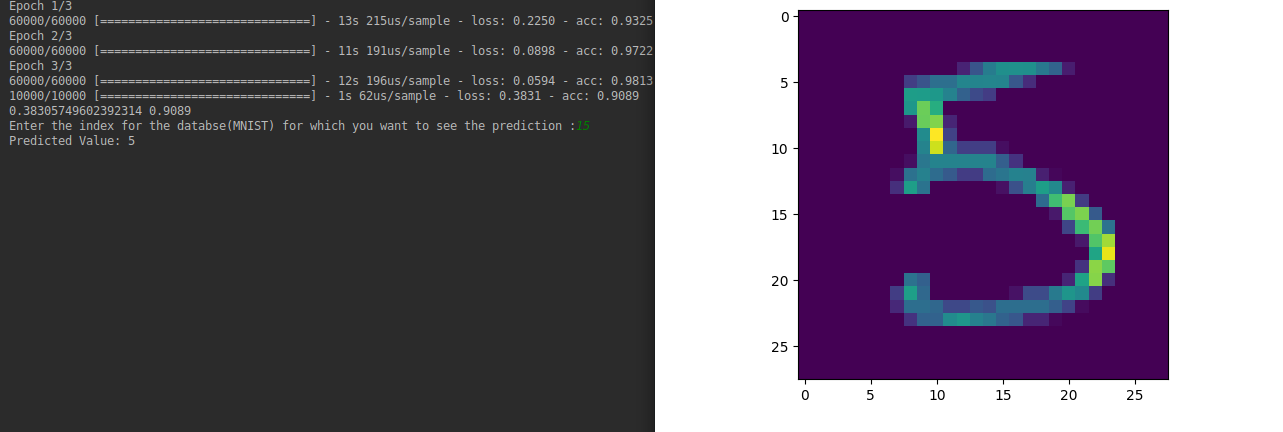 Epoch 1/3
60000/60000 [==============================] - 13s 215us/sample - loss: 0.2250 - acc: 0.9325
Epoch 2/3
60000/60000 [==============================] - 11s 191us/sample - loss: 0.0898 - acc: 0.9722
Epoch 3/3
60000/60000 [==============================] - 12s 196us/sample - loss: 0.0594 - acc: 0.9813
10000/10000 [==============================] - 1s 62us/sample - loss: 0.3831 - acc: 0.9089
0.38305749602392314 0.9089
Enter the index for the databse(MNIST) for which you want to see the prediction :15
Predicted Value: 5
0
5
10
15
20
25
5
0 5 10 15 20 25